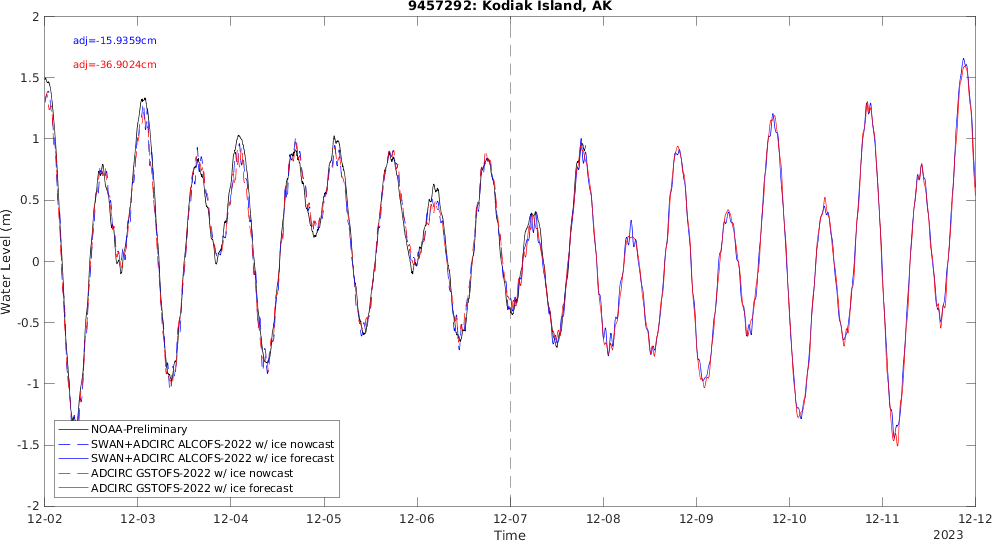 9457292: Kodiak Island, AK
adj=-15.9359cm
adj=-36.9024cm
Water Level (m)
2
1.5
1
0.5
0
-0.5
-1
-1.5
-2
NOAA-Preliminary
SWAN+ADCIRC ALCOFS-2022 w/ ice nowcast
SWAN+ADCIRC ALCOFS-2022 w/ ice forecast
ADCIRC GSTOFS-2022 w/ ice nowcast
ADCIRC GSTOFS-2022 w/ ice forecast
12-02 12-03 12-04 12-05 12-06 12-07 12-08 12-09 12-10 12-11 12-12
Time
2023